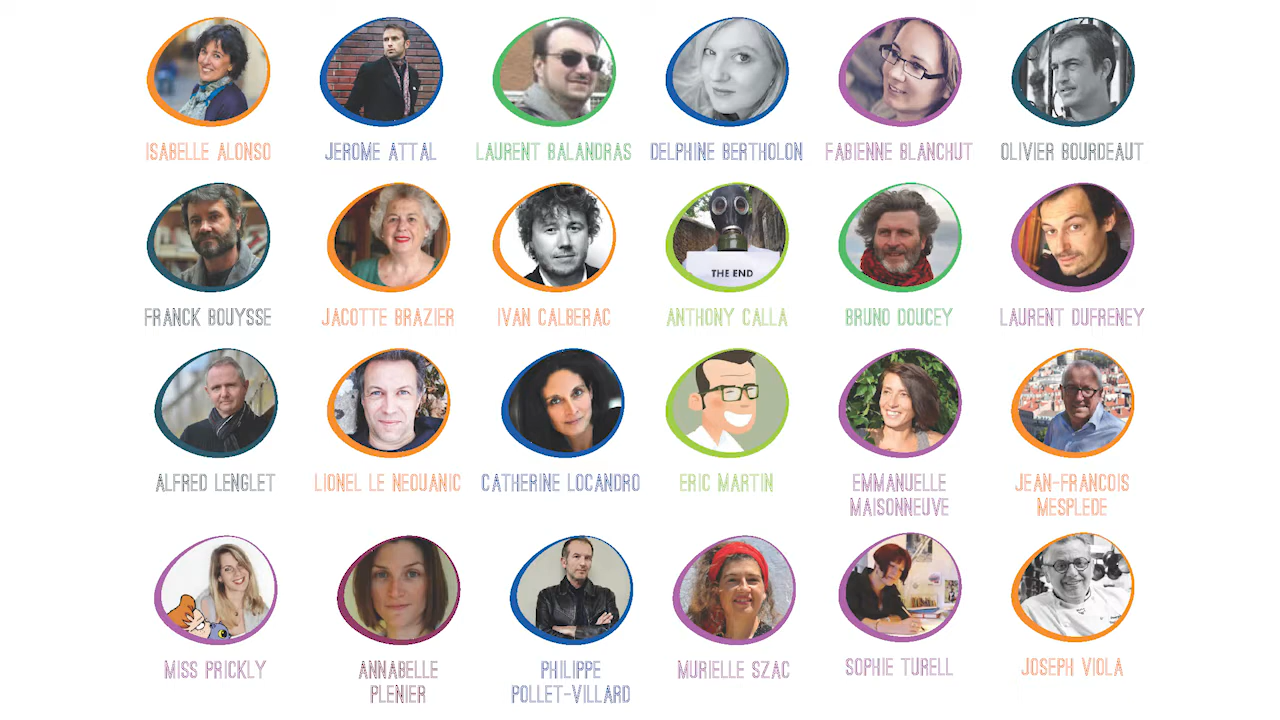 ISABELLE ALONSO
JEROME ATTAL
LAURENT BALANDRAS
DELPHINE BERTHOLON
FABIENNE BLANCHUT
OLIVIER BOURDEAUT
THE END
FRANCK BOUYSSE
JACOTTE BRAZIER
IVAN CALBERAC
ANTHONY CALLA
BRUNO DOUCEY
LAURENT DUFRENEY
ALFRED LENGLET
LIONEL LE NEOUANIC
CATHERINE LOCANDRO
ERIC MARTIN
EMMANUELLE
MAISONNEUVE
JEAN-FRANCOIS
MESPLEDE
MISS PRICKLY
ANNABELLE
PLENIER
PHILIPPE
POLLET-VILLARD
MURIELLE SZAC
SOPHIE TURELL
JOSEPH VIOLA